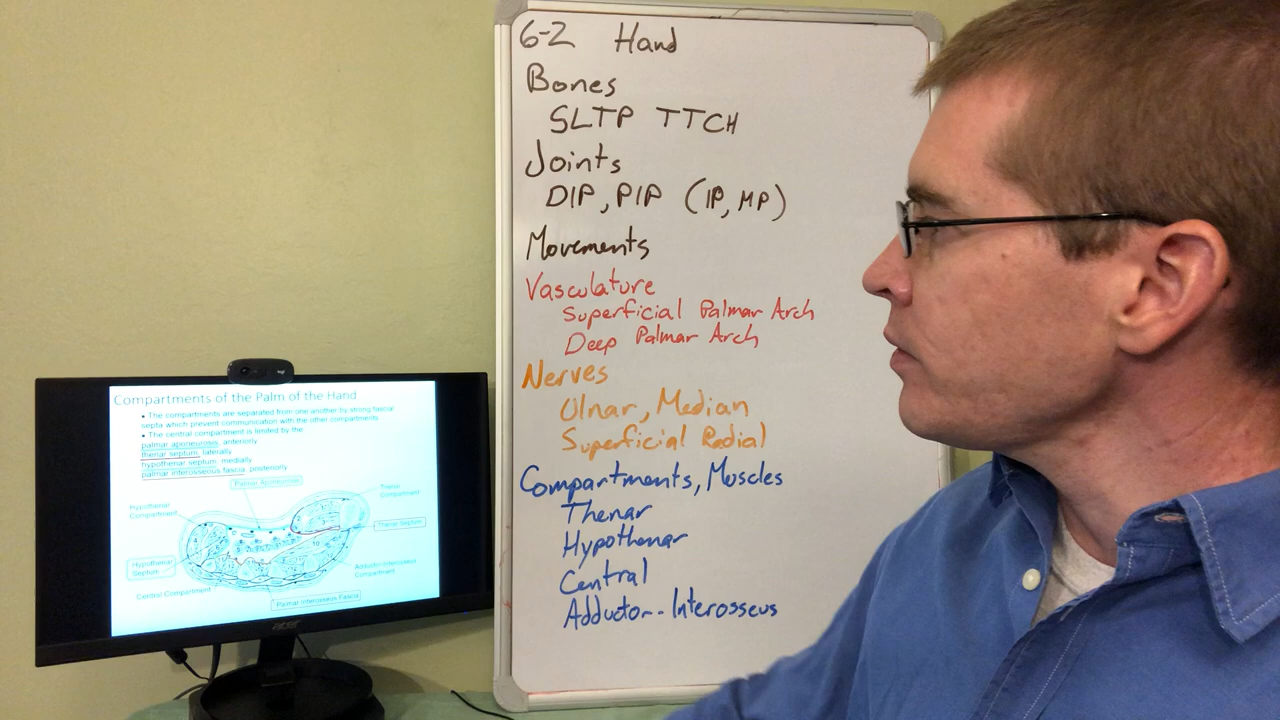 6-2 Hand
Bones
SLTP TTCH
Joints
DIP, PIP (IP, MP)
Movements
Vasculature
Superficial Palmar Arch
Deep Palmar Arch
Nerves
Ulnar, Median
Superficial Radial
Compartments, Muscles
Thenar
Hypothenar
Central
Adductor-Interosseus
Compartments of the Palm of the Hand
• The compartments are separated from one another by strong fascial
septa which prevent communication with the other compartments
• The central compartment is limited by the
palmar aponeurosis, anteriorly
thenar septum, laterally
hypothenar septum, medially
palmar interosseous fascia, posteriorly
Palmar Aponeurosis
Thenar
Compartment
Hypothenar
Compartment
Thenar Septum
Hypothenar
Septum
Adductor-Interosseus
Compartment
Central Compartment
Palmar Interosseus Fascia
acer